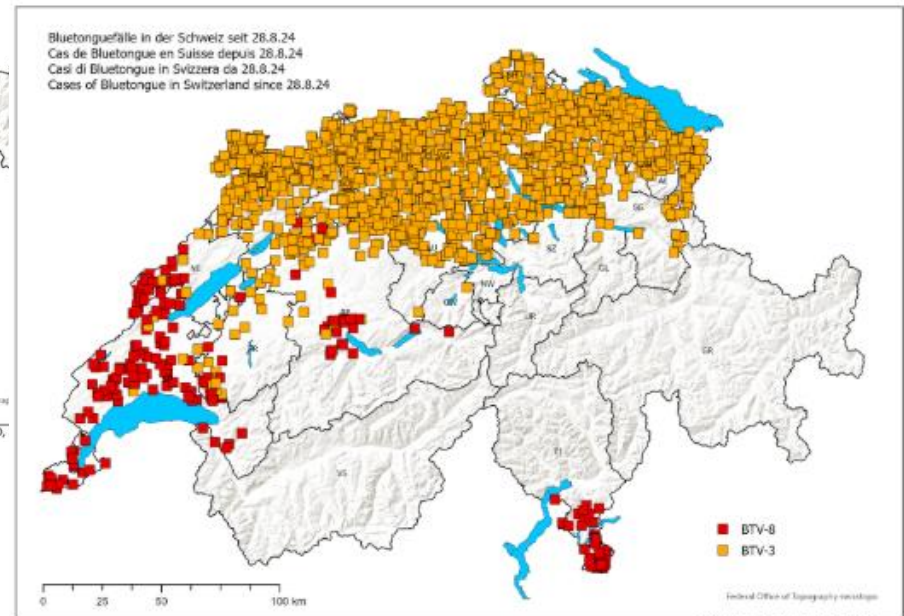 Bluetonguefälle in der Schweiz seit 28.8.24
Cas de Bluetongue en Suisse depuis 28.8.24
Casi di Bluetongue in Svizzera da 28.8.24
Cases of Bluetongue in Switzerland since 28.8.24
AI
SG
SZ
GL
NW
UR
GR
TI
VS
BTV-8
BTV-3
0 25 50 100 km
Federal Office of Topography swisstopo